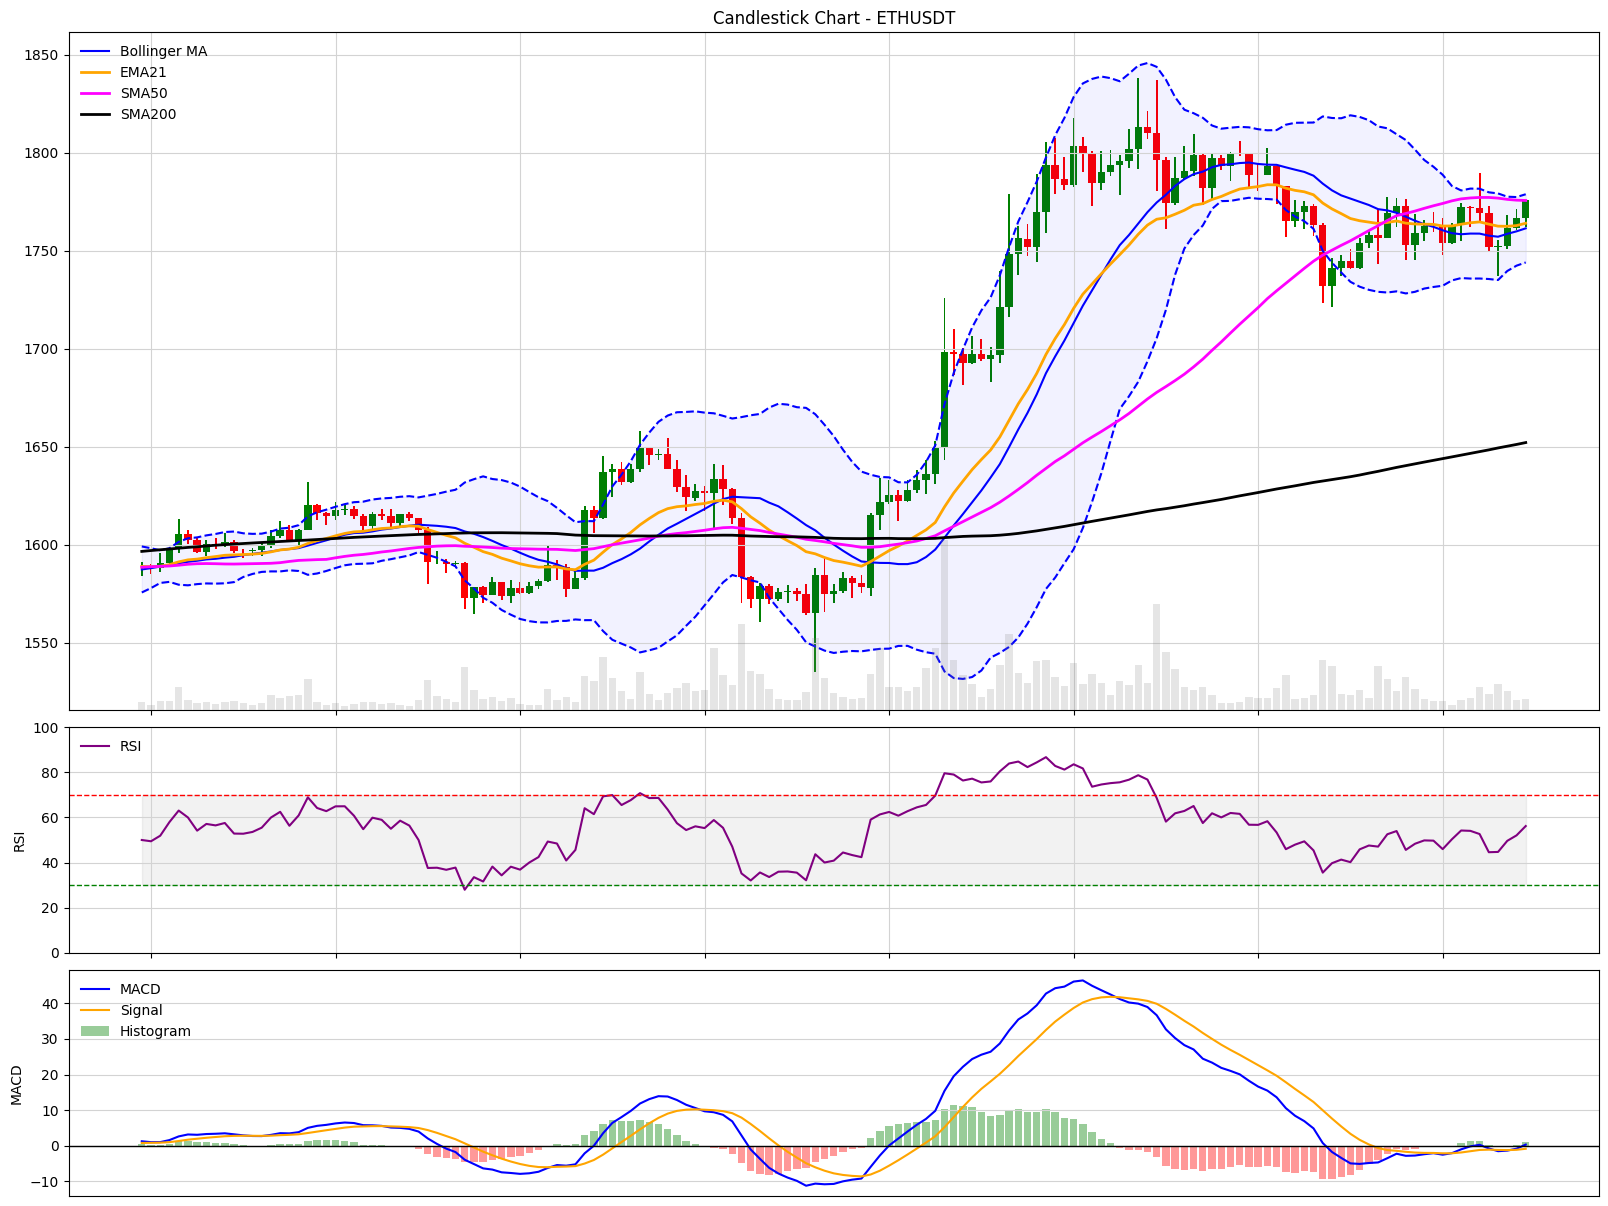 Candlestick Chart - ETHUSDT
Bollinger MA
EMA21
SMA50
SMA200
1850
1800
1750
1700
1650
1600
1550
RSI
RSI
100
80
60
40
20
0
MACD
Signal
Histogram
MACD
40
30
20
10
0
−10